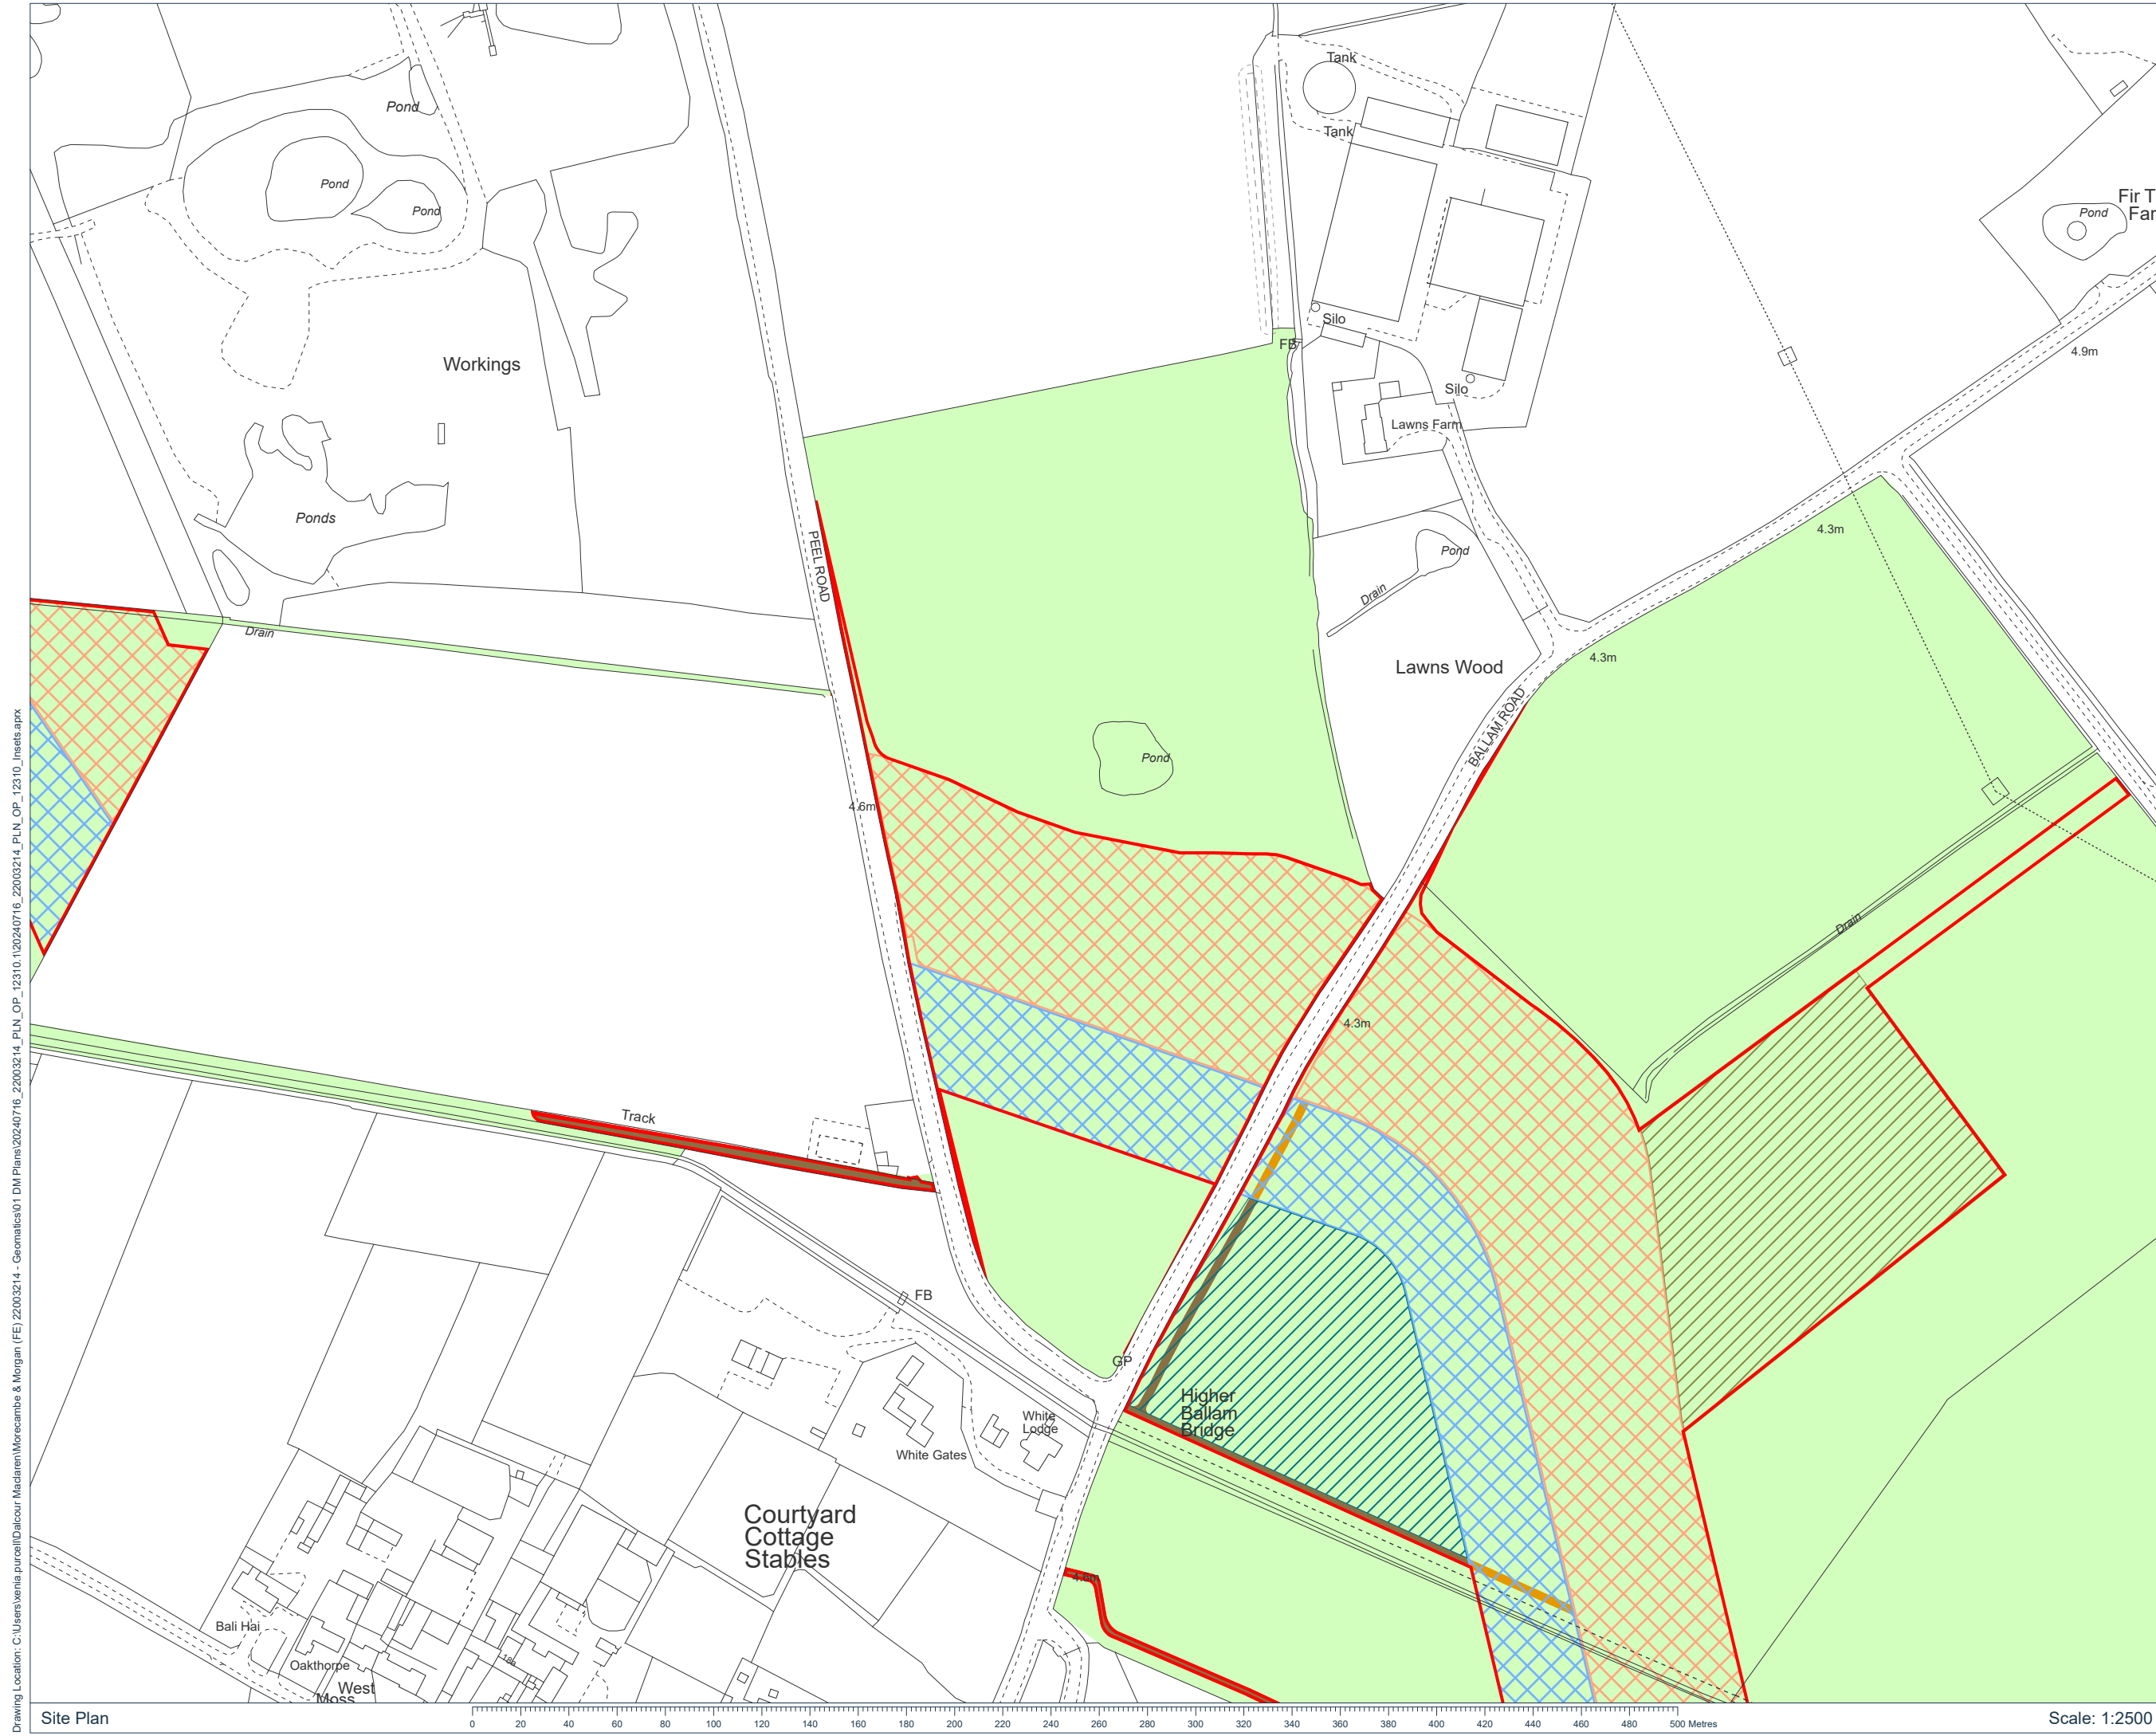 Tank
Tank
Pond
Pond
Pond
Pond
Fir T
Far
Silo
FB
Workings
4.9m
Silo
Lawns Farm
Ponds
4.3m
Pond
PEEL ROAD
Drain
Drain
4.3m
Lawns Wood
BALLAM ROAD
Pond
4.6m
Drain
4.3m
Track
FB
GP
Higher
Ballam
Bridge
White
Lodge
White Gates
Courtyard
Cottage
Stables
4.6m
Bali Hai
Oakthorpe
18a
West
Moss
Drawing Location: C:\Users\xenia.purcell\Dalcour Maclaren\Morecambe & Morgan (FE) 22003214 - Geomatics\01 DM Plans\20240716_22003214_PLN_OP_12310.1\20240716_22003214_PLN_OP_12310_Insets.aprx
Site Plan
0 20 40 60 80 100 120 140 160 180 200 220 240 260 280 300 320 340 360 380 400 420 440 460 480 500 Metres
Scale: 1:2500